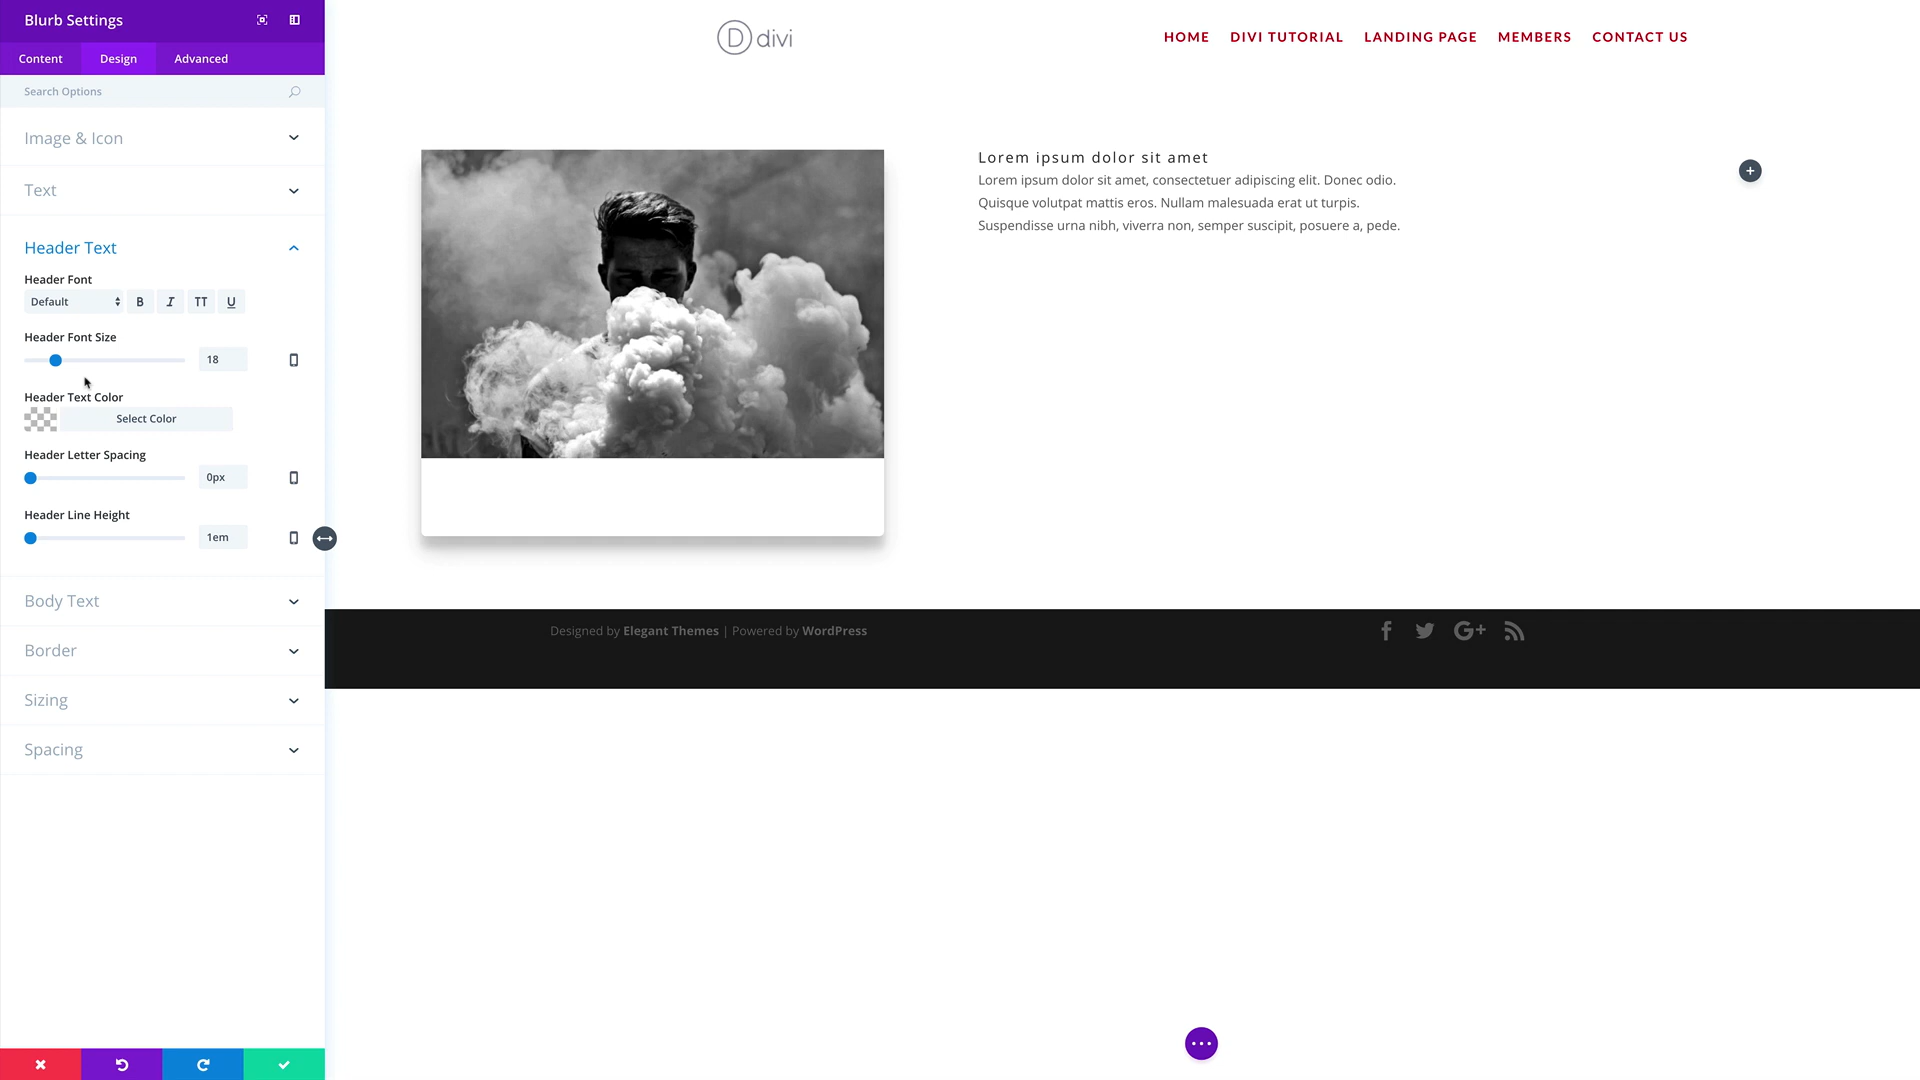 Blurb Settings
Content
Design
Advanced
Search Options
Image & Icon
Text
Header Text
Header Font
Default
B
I
TT
U
Header Font Size
18
Header Text Color
Select Color
Header Letter Spacing
0px
Header Line Height
1em
Body Text
Border
Sizing
Spacing
D divi
HOME DIVI TUTORIAL LANDING PAGE MEMBERS CONTACT US
Lorem ipsum dolor sit amet
Lorem ipsum dolor sit amet, consectetuer adipiscing elit. Donec odio.
Quisque volutpat mattis eros. Nullam malesuada erat ut turpis.
Suspendisse urna nibh, viverra non, semper suscipit, posuere a, pede.
Designed by Elegant Themes | Powered by WordPress
G+